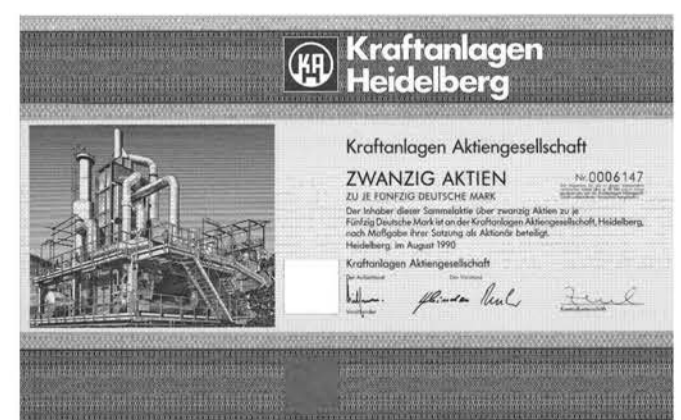 KA
Kraftanlagen
Heidelberg
Kraftanlagen Aktiengesellschaft
ZWANZIG AKTIEN
Nr. 0006147
ZU JE FÜNFZIG DEUTSCHE MARK
Der Inhaber dieser Sammelaktie über zwanzig Aktien zu je
Fünfzig Deutsche Mark ist an der Kraftanlagen Aktiengesellschaft, Heidelberg,
nach Maßgabe ihrer Satzung als Aktionär beteiligt.
Heidelberg, im August 1990
Kraftanlagen Aktiengesellschaft
Der Aufsichtsrat Der Vorstand
Vorsitzender Kontrollunterschrift